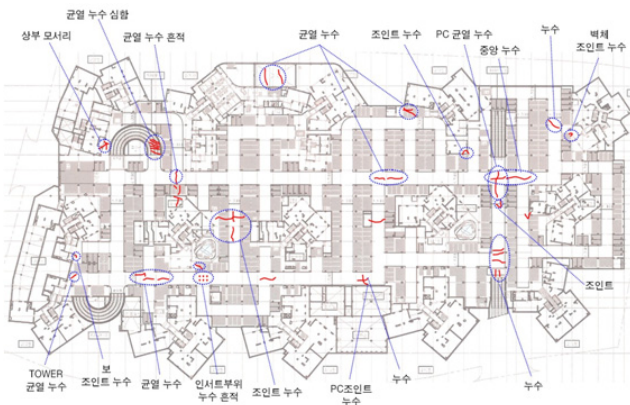 균열 누수 심함
상부 모서리
균열 누수 흔적
균열 누수
조인트 누수
PC 균열 누수
누수
중앙 누수
벽체
조인트 누수
조인트
TOWER
균열 누수
보
조인트 누수
균열 누수
인서트부위
누수 흔적
조인트 누수
PC조인트
누수
누수
누수